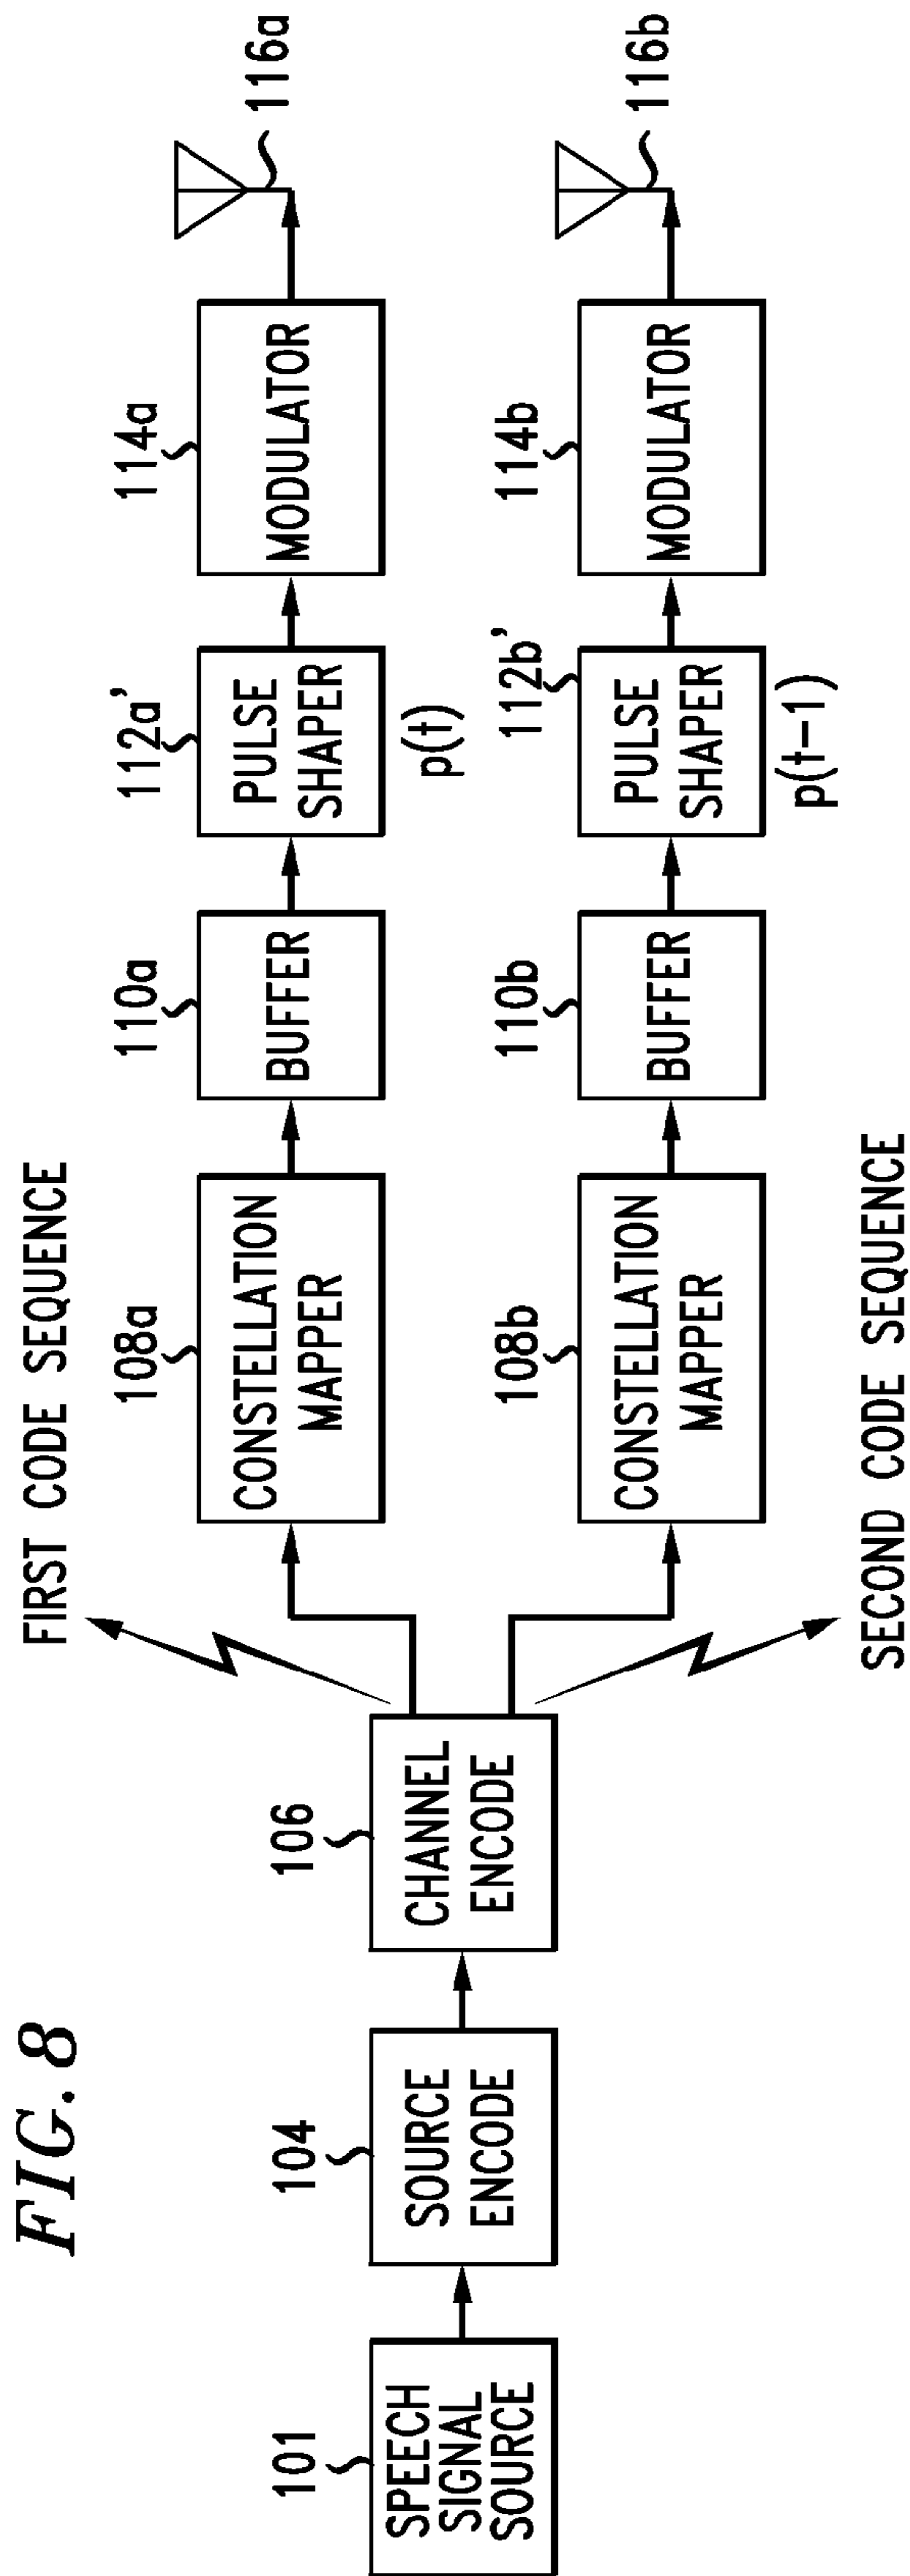 FIG. 8
FIRST CODE SEQUENCE
101
SPEECH
SIGNAL
SOURCE
104
SOURCE
ENCODE
106
CHANNEL
ENCODE
108a
CONSTELLATION
MAPPER
110a
BUFFER
112a'
PULSE
SHAPER
p(t)
114a
MODULATOR
116a
108b
CONSTELLATION
MAPPER
110b
BUFFER
112b'
PULSE
SHAPER
p(t-1)
114b
MODULATOR
116b
SECOND CODE SEQUENCE